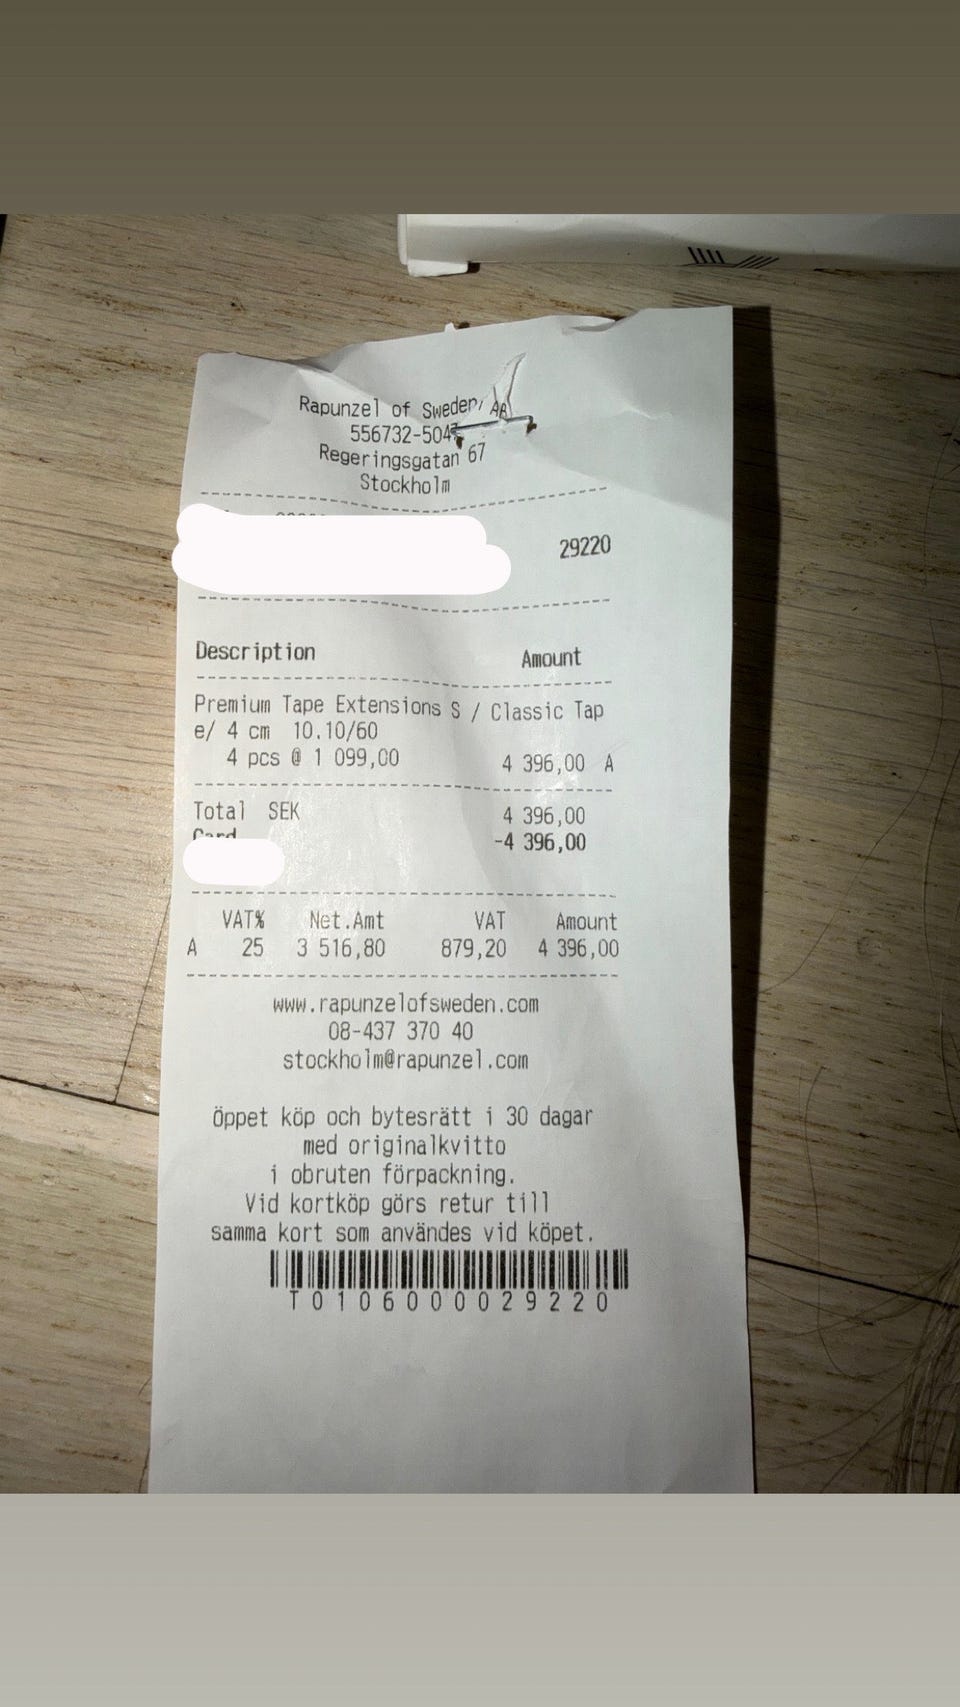 Rapunzel of Sweden AB
556732-504
Regeringsgatan 67
Stockholm
29220
Description Amount
Premium Tape Extensions S / Classic Tap
e/ 4 cm 10.10/60
4 pcs @ 1 099,00 4 396,00 A
Total SEK 4 396,00
Card -4 396,00
VAT% Net.Amt VAT Amount
A 25 3 516,80 879,20 4 396,00
www.rapunzelofsweden.com
08-437 370 40
stockholm@rapunzel.com
Öppet köp och bytesrätt i 30 dagar
med originalkvitto
i obruten förpackning.
Vid kortköp görs retur till
samma kort som användes vid köpet.
T0106000029220